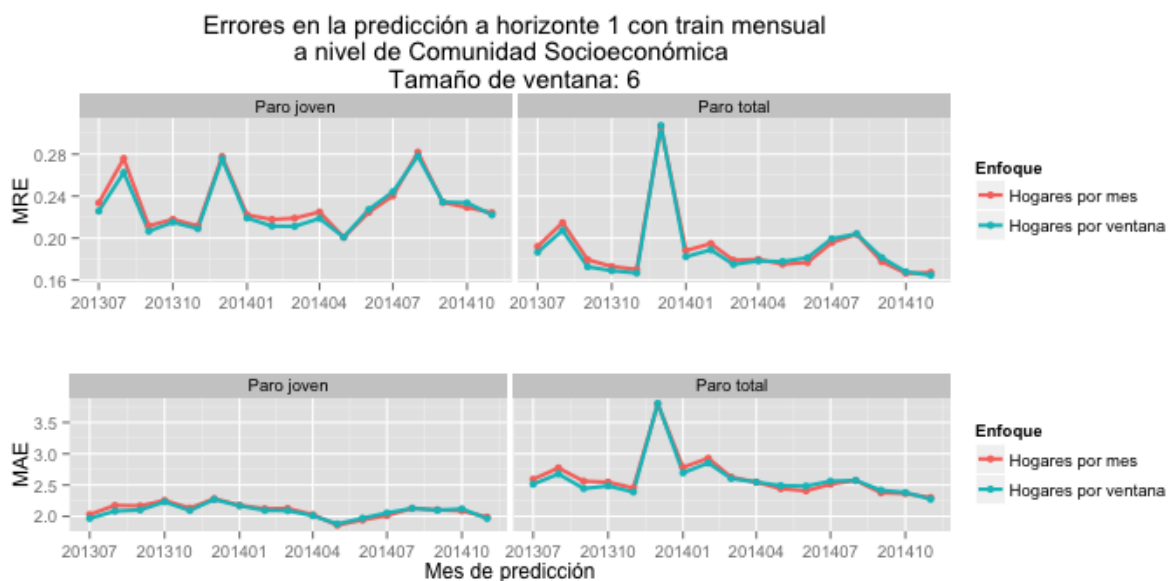 Errores en la predicción a horizonte 1 con train mensual
a nivel de Comunidad Socioeconómica
Tamaño de ventana: 6
Paro joven
Paro total
MRE
0.28
0.24
0.20
0.16
201307 201310 201401 201404 201407 201410
201307 201310 201401 201404 201407 201410
Enfoque
Hogares por mes
Hogares por ventana
Paro joven
Paro total
MAE
3.5
3.0
2.5
2.0
201307 201310 201401 201404 201407 201410
201307 201310 201401 201404 201407 201410
Mes de predicción
Enfoque
Hogares por mes
Hogares por ventana